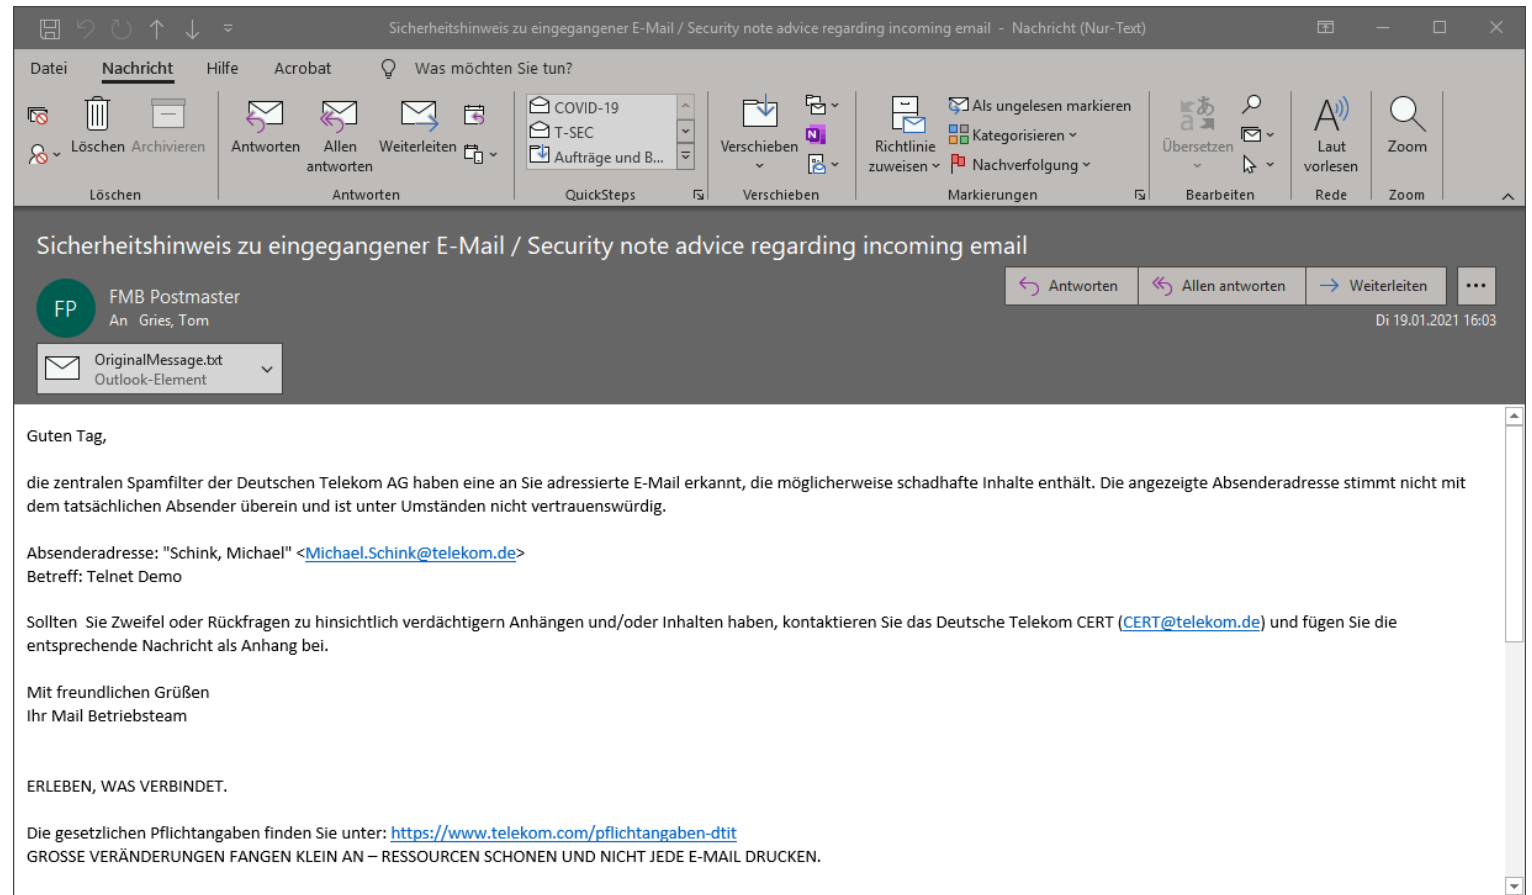 Sicherheitshinweis zu eingegangener E-Mail / Security note advice regarding incoming email - Nachricht (Nur-Text)
Datei Nachricht Hilfe Acrobat Was möchten Sie tun?
Löschen Archivieren
Löschen
Antworten
Allen antworten
Weiterleiten
Antworten
COVID-19
T-SEC
Aufträge und B...
QuickSteps
Verschieben
Verschieben
Richtlinie zuweisen
Als ungelesen markieren
Kategorisieren
Nachverfolgung
Markierungen
Übersetzen
Bearbeiten
Laut vorlesen
Rede
Zoom
Zoom
Sicherheitshinweis zu eingegangener E-Mail / Security note advice regarding incoming email
FP
FMB Postmaster
An Gries, Tom
Antworten Allen antworten Weiterleiten
Di 19.01.2021 16:03
OriginalMessage.txt
Outlook-Element
Guten Tag,
die zentralen Spamfilter der Deutschen Telekom AG haben eine an Sie adressierte E-Mail erkannt, die möglicherweise schadhafte Inhalte enthält. Die angezeigte Absenderadresse stimmt nicht mit
dem tatsächlichen Absender überein und ist unter Umständen nicht vertrauenswürdig.
Absenderadresse: "Schink, Michael" <Michael.Schink@telekom.de>
Betreff: Telnet Demo
Sollten  Sie Zweifel oder Rückfragen zu hinsichtlich verdächtigern Anhängen und/oder Inhalten haben, kontaktieren Sie das Deutsche Telekom CERT (CERT@telekom.de) und fügen Sie die
entsprechende Nachricht als Anhang bei.
Mit freundlichen Grüßen
Ihr Mail Betriebsteam
ERLEBEN, WAS VERBINDET.
Die gesetzlichen Pflichtangaben finden Sie unter: https://www.telekom.com/pflichtangaben-dtit
GROSSE VERÄNDERUNGEN FANGEN KLEIN AN – RESSOURCEN SCHONEN UND NICHT JEDE E-MAIL DRUCKEN.